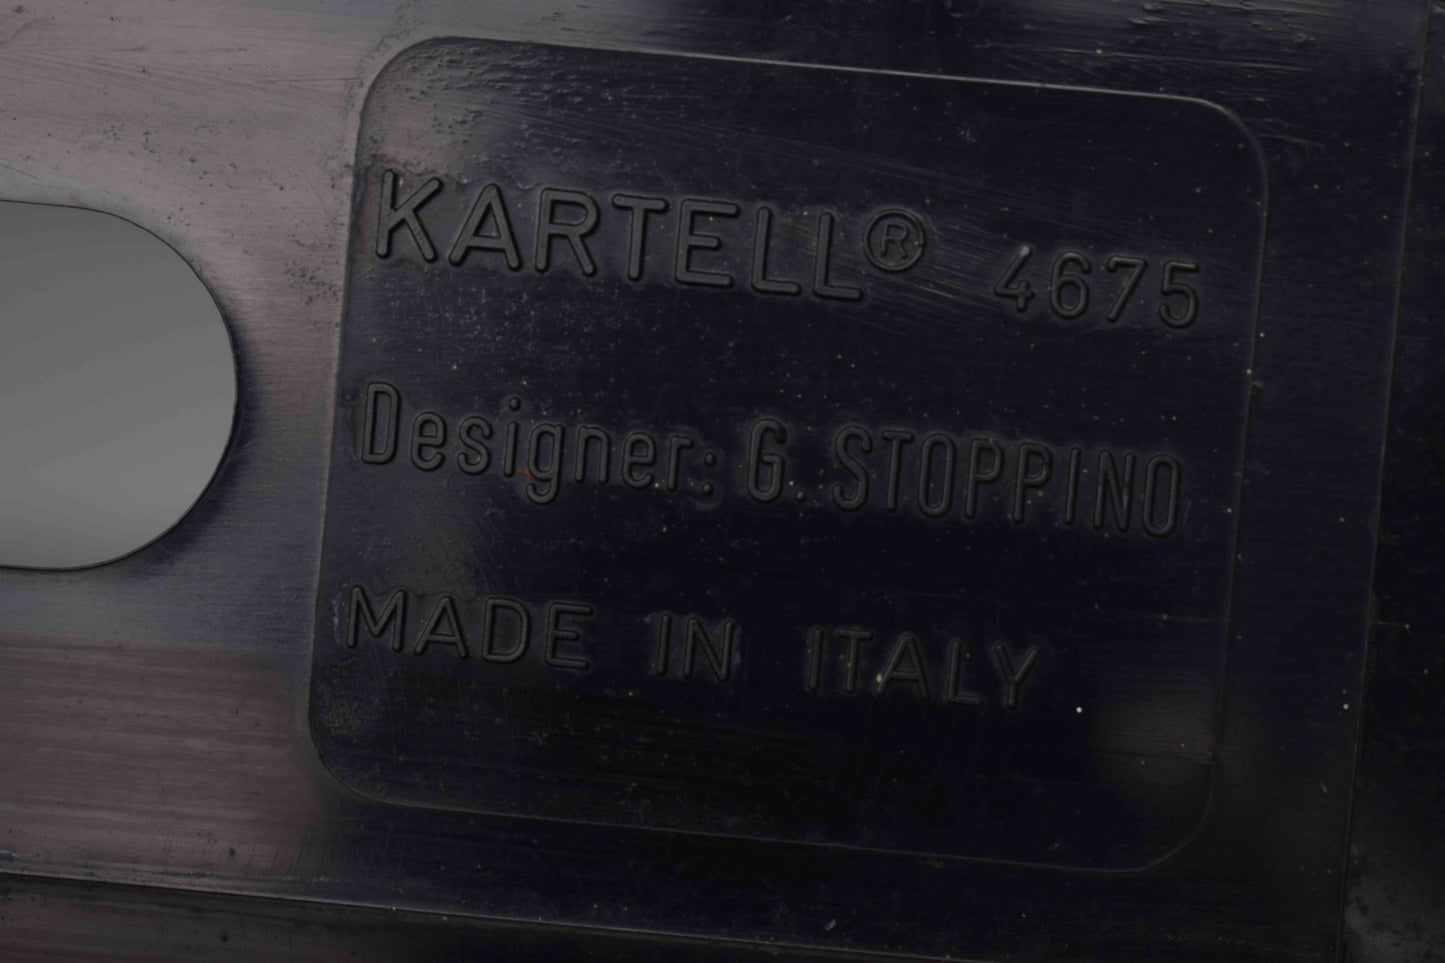 KARTELL® 4675
Designer: G. STOPPINO
MADE IN ITALY